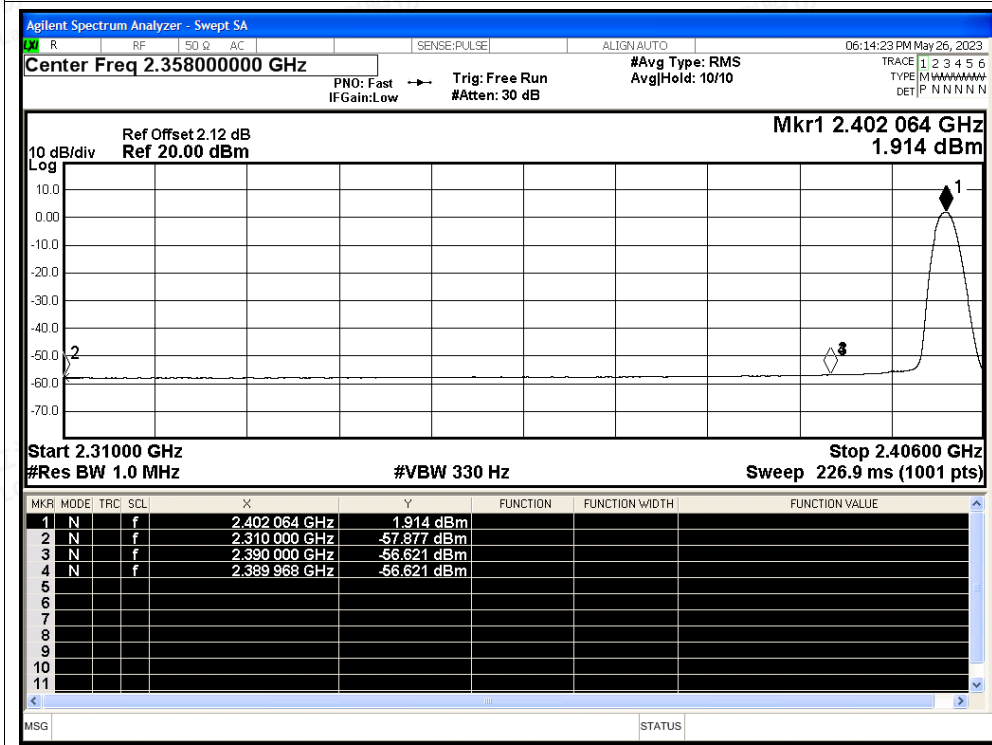 Agilent Spectrum Analyzer - Swept SA
LXI R RF 50 Ω AC SENSE:PULSE ALIGN AUTO 06:14:23 PM May 26, 2023
Center Freq 2.358000000 GHz
PNO: Fast
IFGain:Low
Trig: Free Run
#Atten: 30 dB
#Avg Type: RMS
Avg|Hold: 10/10
TRACE 1 2 3 4 5 6
TYPE M
DET P N N N N N
Ref Offset 2.12 dB
10 dB/div Ref 20.00 dBm
Log
Mkr1 2.402 064 GHz
1.914 dBm
10.0
0.00
-10.0
-20.0
-30.0
-40.0
-50.0
-60.0
-70.0
1
2
3
Start 2.31000 GHz Stop 2.40600 GHz
#Res BW 1.0 MHz #VBW 330 Hz Sweep 226.9 ms (1001 pts)
MKR MODE TRC SCL X Y FUNCTION FUNCTION WIDTH FUNCTION VALUE
1 N f 2.402 064 GHz 1.914 dBm
2 N f 2.310 000 GHz -57.877 dBm
3 N f 2.390 000 GHz -56.621 dBm
4 N f 2.389 968 GHz -56.621 dBm
5
6
7
8
9
10
11
MSG STATUS